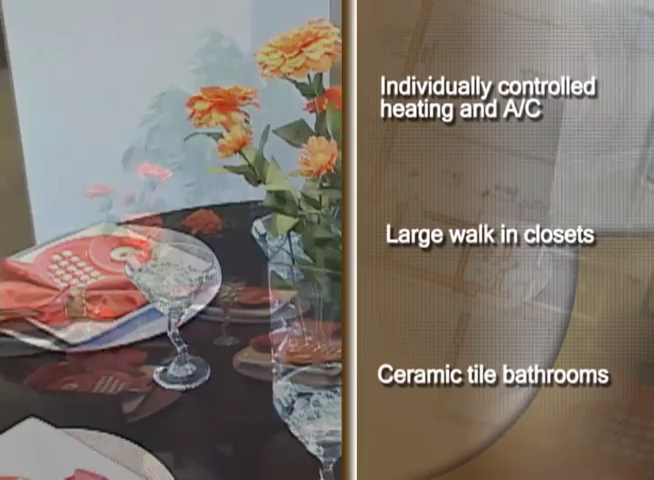 Individually controlled
heating and A/C
Large walk in closets
Ceramic tile bathrooms